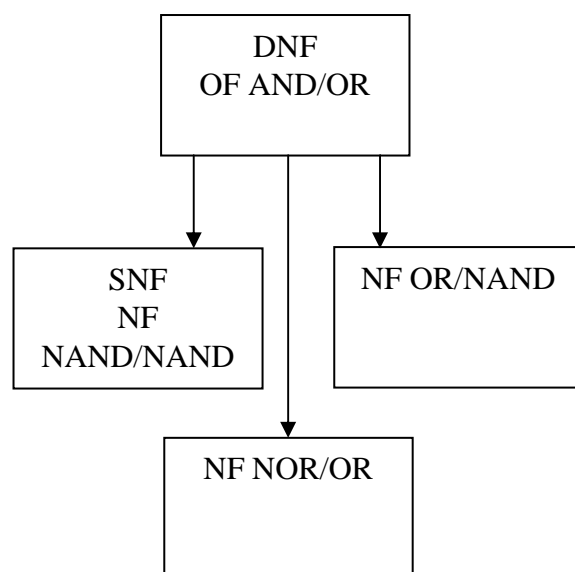 DNF
OF AND/OR
SNF
NF
NAND/NAND
NF OR/NAND
NF NOR/OR